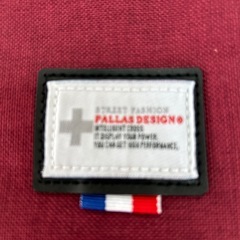 STREET FASHION
PALLAS DESIGN®
INTELLIGENT CROSS
IT DISPLAY YOUR POWER.
YOU CAN GET HIGH PERFORMANCE.